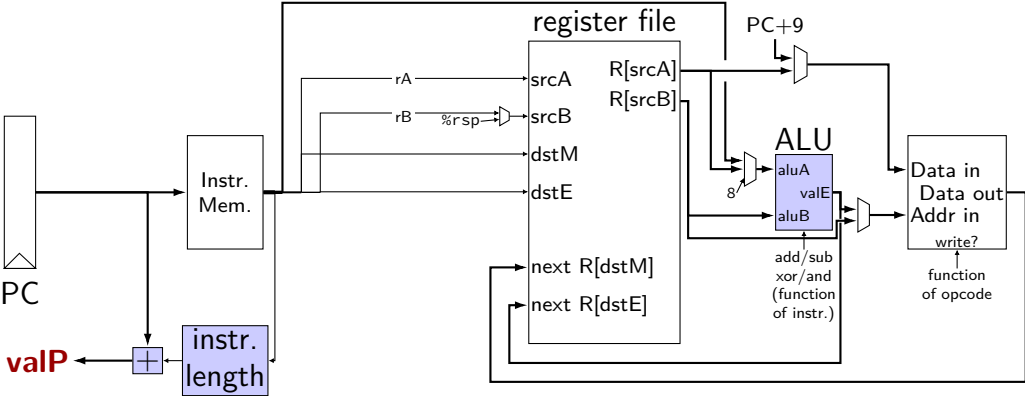 register file
PC+9
rA
srcA
R[srcA]
R[srcB]
rB
%rsp
srcB
ALU
Instr.
Mem.
dstM
dstE
8
aluA
valE
aluB
Data in
Data out
Addr in
write?
add/sub
xor/and
(function
of instr.)
function
of opcode
next R[dstM]
next R[dstE]
PC
valP
+
instr.
length